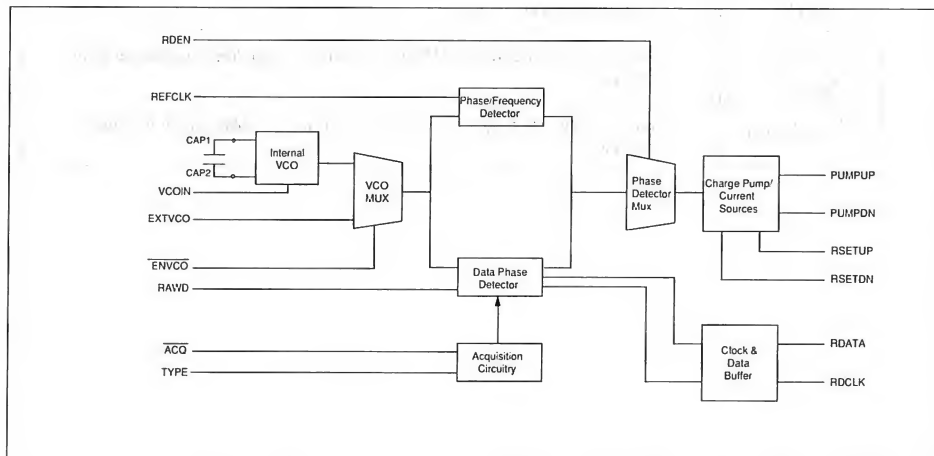 RDEN
REFCLK
Phase/Frequency
Detector
CAP1
CAP2
Internal
VCO
VCOIN
EXTVCO
VCO
MUX
Phase
Detector
Mux
Charge Pump/
Current
Sources
PUMPUP
PUMPDN
RSETUP
RSETDN
ENVCO
RAWD
Data Phase
Detector
ACQ
TYPE
Acquisition
Circuitry
Clock &
Data
Buffer
RDATA
RDCLK